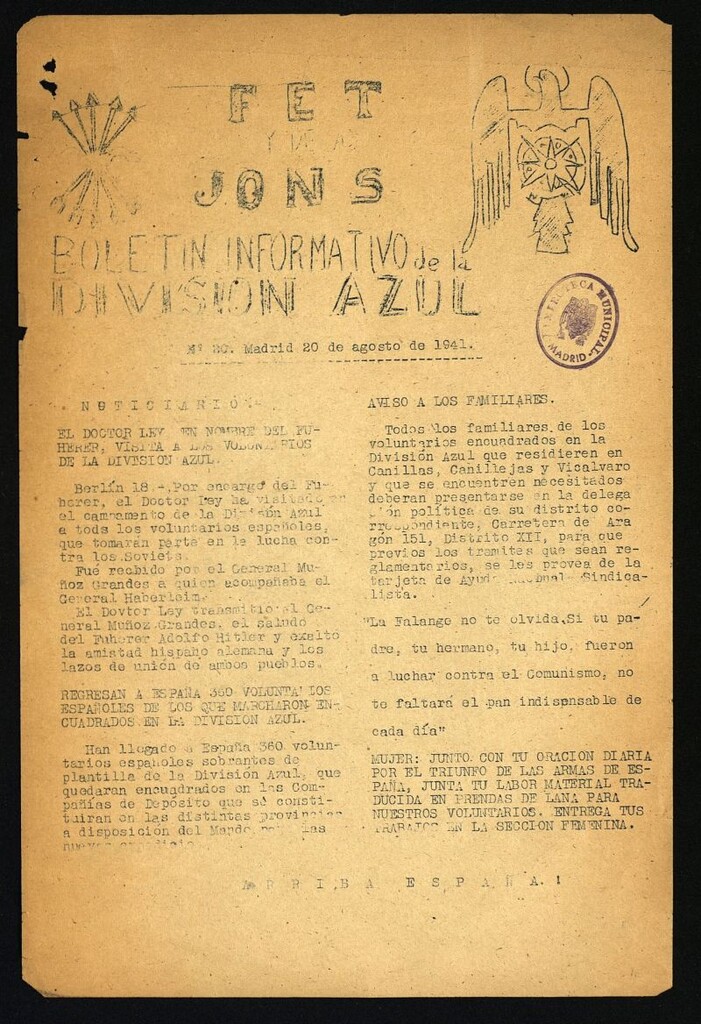 FET
Y DE LAS
JONS
BOLETIN INFORMATIVO de la
DIVISION AZUL
BIBLIOTECA MUNICIPAL
MADRID
Nº 20. Madrid 20 de agosto de 1941.
NOTICIARIO.-
EL DOCTOR LEY EN NOMBRE DEL FU-
HERER, VISITA A LOS VOLUNTARIOS
DE LA DIVISION AZUL.
Berlín 18 -.Por encargo del Fu-
herer, el Doctor Ley ha visitado en
el campamento de la División Azul
a tods los voluntarios españoles,
que tomarán parte en la lucha con-
tra los Soviets.
Fué recibido por el General Mu-
ñoz Grandes a quien acompañaba el
General Haberleim.
El Dovtor Ley transmitio al Ge-
neral Muñoz Grandes, el saludo
del Fuherer Adolfo Hitler y exaltó
la amistad hispano alemana y los
lazos de unión de ambos pueblos.
REGRESAN A ESPAÑA 360 VOLUNTARIOS
ESPAÑOLES DE LOS QUE MARCHARON EN-
CUADRADOS EN LA DIVISION AZUL.
Han llegado a España 360 volun-
tarios españoles sobrantes de
plantilla de la División Azul, que
quedaran encuadrados en las Com-
pañías de Depósito que se consti-
tuiran en las distintas provincias
a disposición del Mando, las
nuevas
AVISO A LOS FAMILIARES.
Todos los familiares de los
voluntarios encuadrados en la
División Azul que residieren en
Canillas, Canillejas y Vicalvaro
y que se encuentren necesitados
deberan presentarse en la delega
ción política de su distrito co-
rrespondiente, Carretera de Ara
gón 151, Distrito XII, para que
previos los tramites que sean re-
glamentarios, se les provea de la
tarjeta de Sindica-
lista.
"La Falange no te olvida.Si tu pa-
dre, tu hermano, tu hijo, fueron
a luchar contra el Comunismo, no
te faltará el pan indispnsable de
cada día"
MUJER: JUNTO CON TU ORACION DIARIA
POR EL TRIUNFO DE LAS ARMAS DE ES-
PAÑA, JUNTA TU LABOR MATERIAL TRA-
DUCIDA EN PRENDAS DE LANA PARA
NUESTROS VOLUNTARIOS. ENTREGA TUS
TRABAJOS EN LA SECCION FEMENINA.
ARRIBA ESPAÑA.!